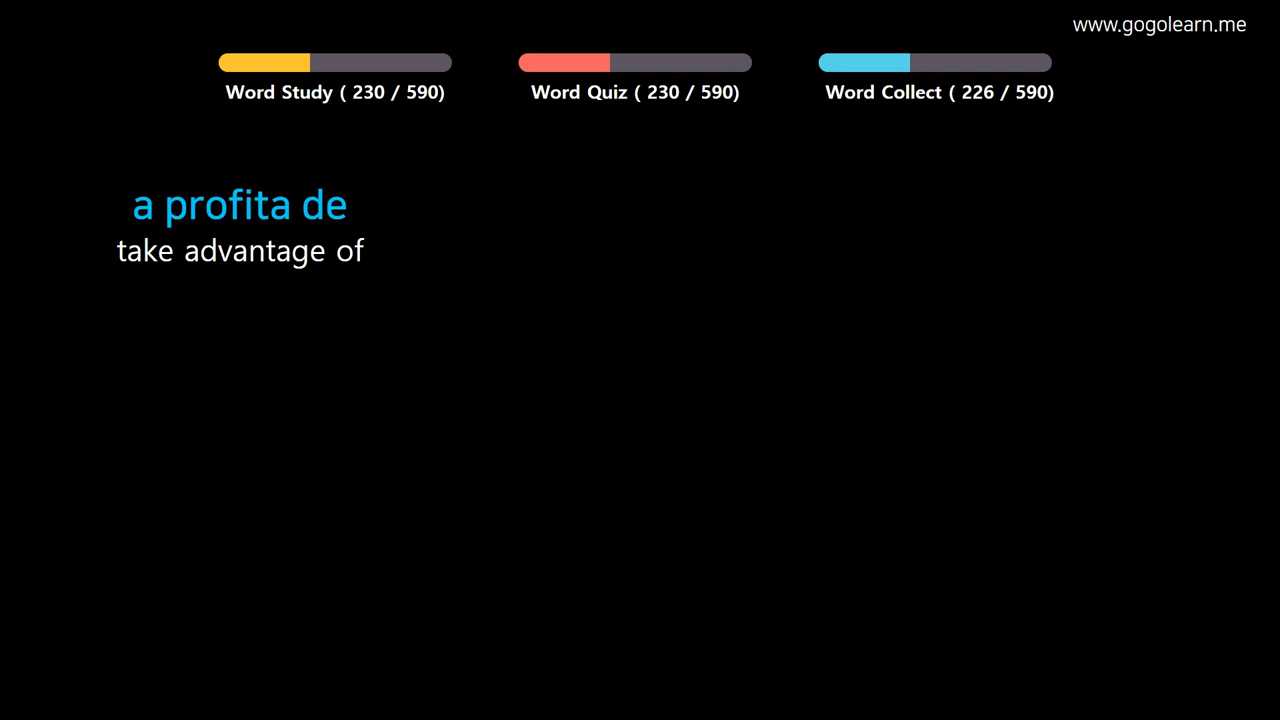 www.gogolearn.me
Word Study ( 230 / 590)
Word Quiz ( 230 / 590)
Word Collect ( 226 / 590)
a profita de
take advantage of